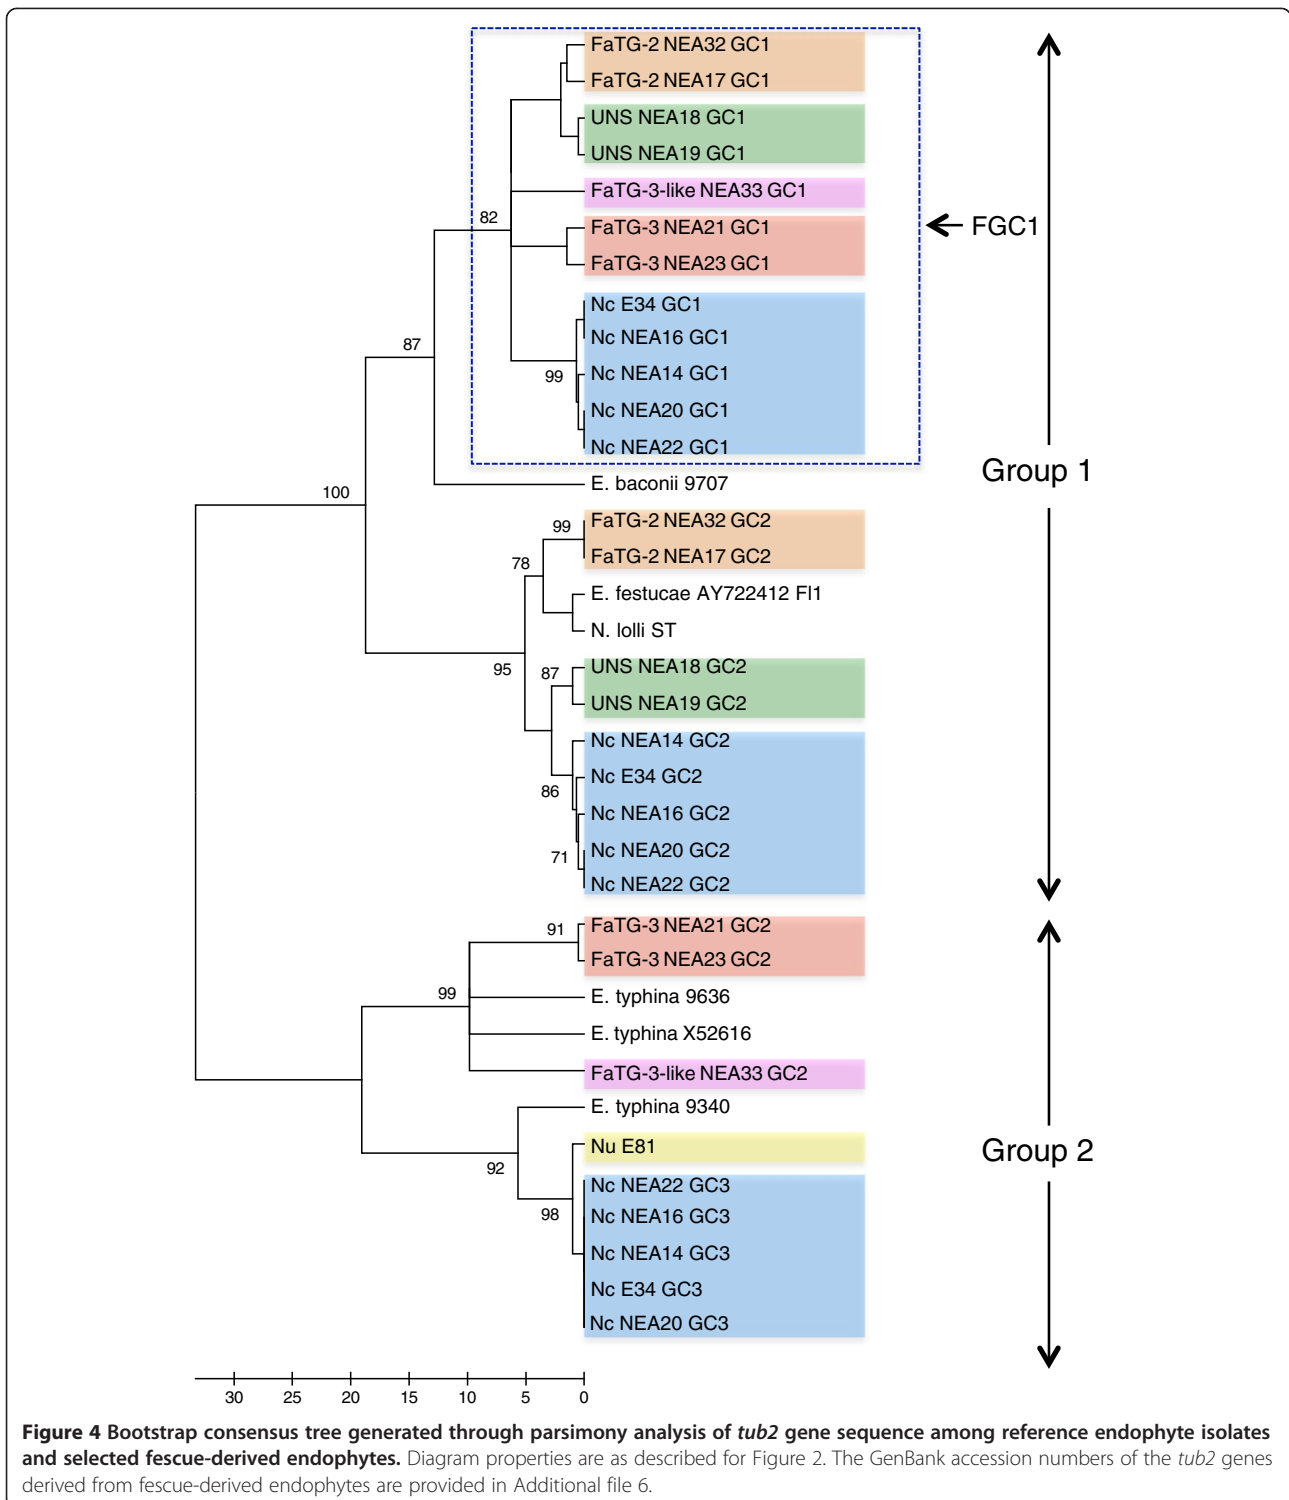 FaTG-2 NEA32 GC1
FaTG-2 NEA17 GC1
UNS NEA18 GC1
UNS NEA19 GC1
FaTG-3-like NEA33 GC1
82
FGC1
FaTG-3 NEA21 GC1
FaTG-3 NEA23 GC1
Nc E34 GC1
Nc NEA16 GC1
87
99
Nc NEA14 GC1
Nc NEA20 GC1
Nc NEA22 GC1
Group 1
E. baconii 9707
100
99
FaTG-2 NEA32 GC2
FaTG-2 NEA17 GC2
78
E. festucae AY722412 Fl1
N. lolli ST
95
87
UNS NEA18 GC2
UNS NEA19 GC2
Nc NEA14 GC2
Nc E34 GC2
86
Nc NEA16 GC2
71
Nc NEA20 GC2
Nc NEA22 GC2
91
FaTG-3 NEA21 GC2
FaTG-3 NEA23 GC2
99
E. typhina 9636
E. typhina X52616
FaTG-3-like NEA33 GC2
E. typhina 9340
Nu E81
Group 2
92
98
Nc NEA22 GC3
Nc NEA16 GC3
Nc NEA14 GC3
Nc E34 GC3
Nc NEA20 GC3
30 25 20 15 10 5 0
Figure 4 Bootstrap consensus tree generated through parsimony analysis of tub2 gene sequence among reference endophyte isolates
and selected fescue-derived endophytes. Diagram properties are as described for Figure 2. The GenBank accession numbers of the tub2 genes
derived from fescue-derived endophytes are provided in Additional file 6.